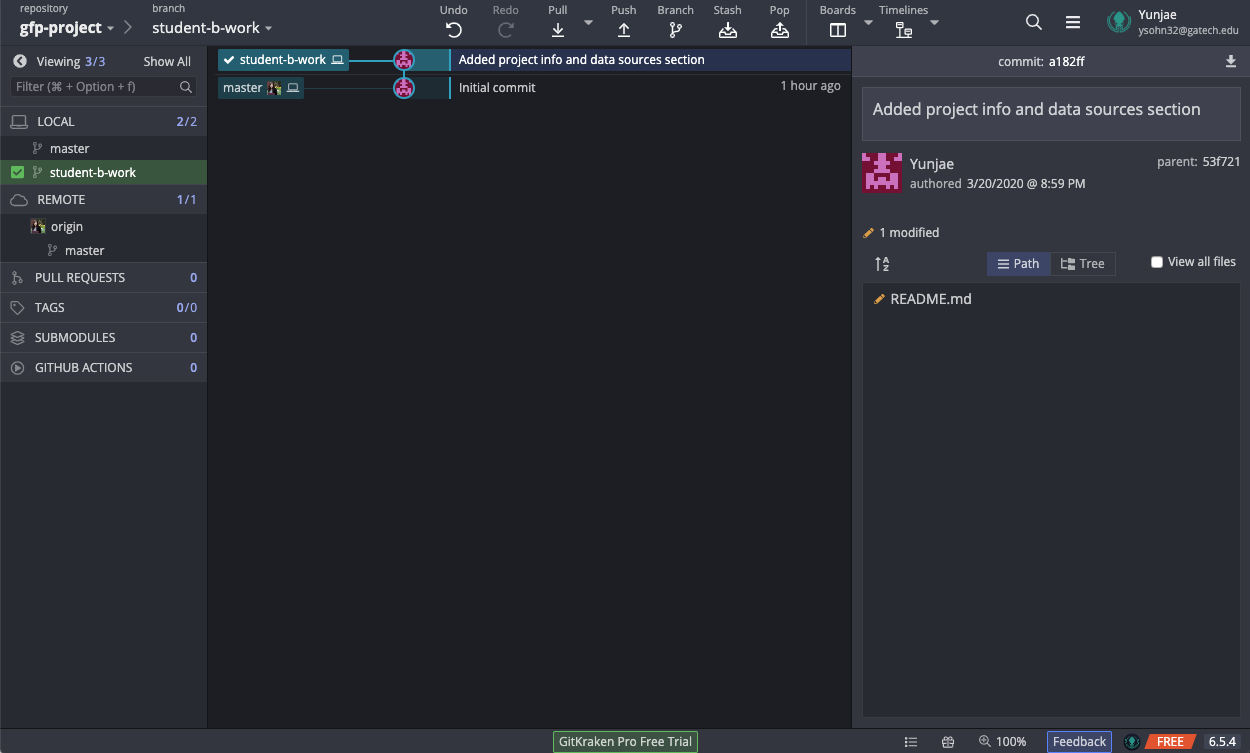 repository
gfp-project
branch
student-b-work
Undo
Redo
Pull
Push
Branch
Stash
Pop
Boards
Timelines
Yunjae
ysohn32@gatech.edu
Viewing 3/3
Show All
Filter (⌘ + Option + f)
LOCAL 2/2
master
student-b-work
REMOTE 1/1
origin
master
PULL REQUESTS 0
TAGS 0/0
SUBMODULES 0
GITHUB ACTIONS 0
student-b-work
Added project info and data sources section
master
Initial commit
1 hour ago
commit: a182ff
Added project info and data sources section
Yunjae
parent: 53f721
authored 3/20/2020 @ 8:59 PM
1 modified
A
Z
Path
Tree
View all files
README.md
GitKraken Pro Free Trial
100%
Feedback
FREE
6.5.4